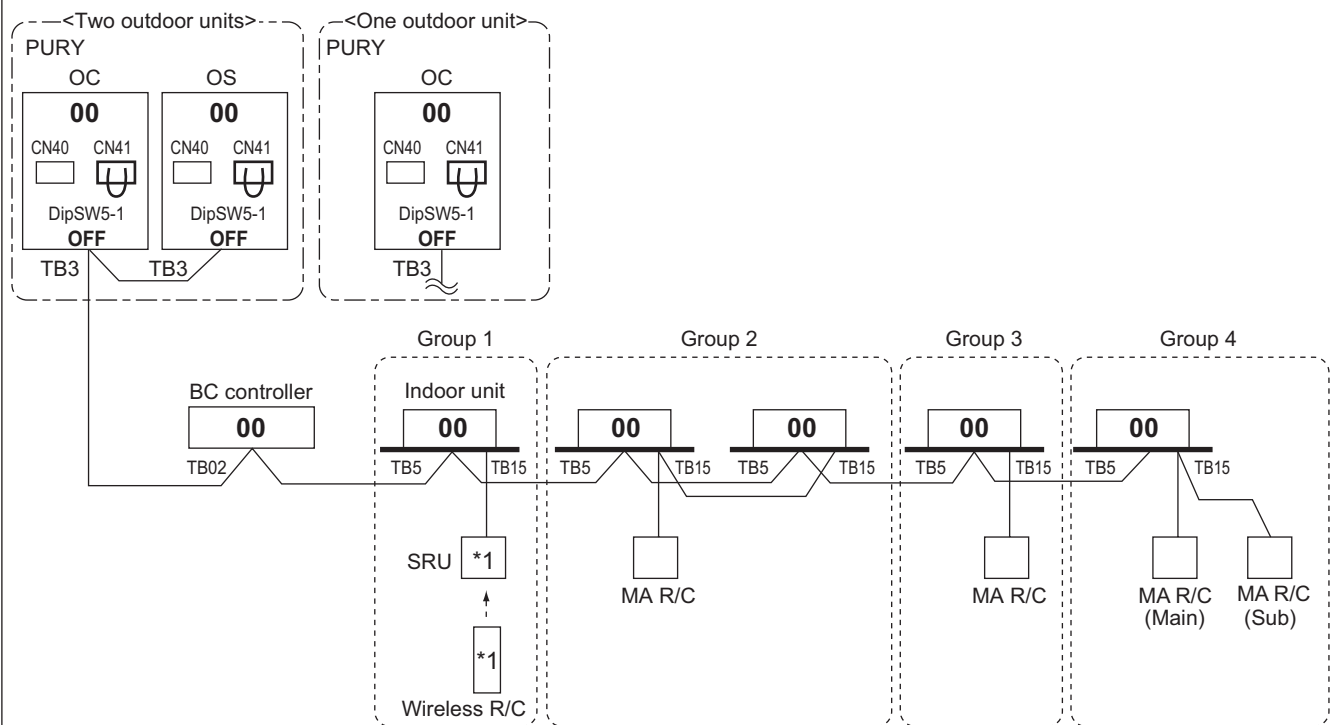 <Two outdoor units>
<One outdoor unit>
PURY
PURY
OC
OS
OC
00
00
00
CN40 CN41
CN40 CN41
CN40 CN41
DipSW5-1
DipSW5-1
DipSW5-1
OFF
OFF
OFF
TB3
TB3
TB3
Group 1
Group 2
Group 3
Group 4
BC controller
Indoor unit
00
00
00
00
00
00
TB02
TB5
TB15
TB5
TB15
TB5
TB15
TB5
TB15
TB5
TB15
SRU
*1
MA R/C
MA R/C
MA R/C
(Main)
MA R/C
(Sub)
*1
Wireless R/C